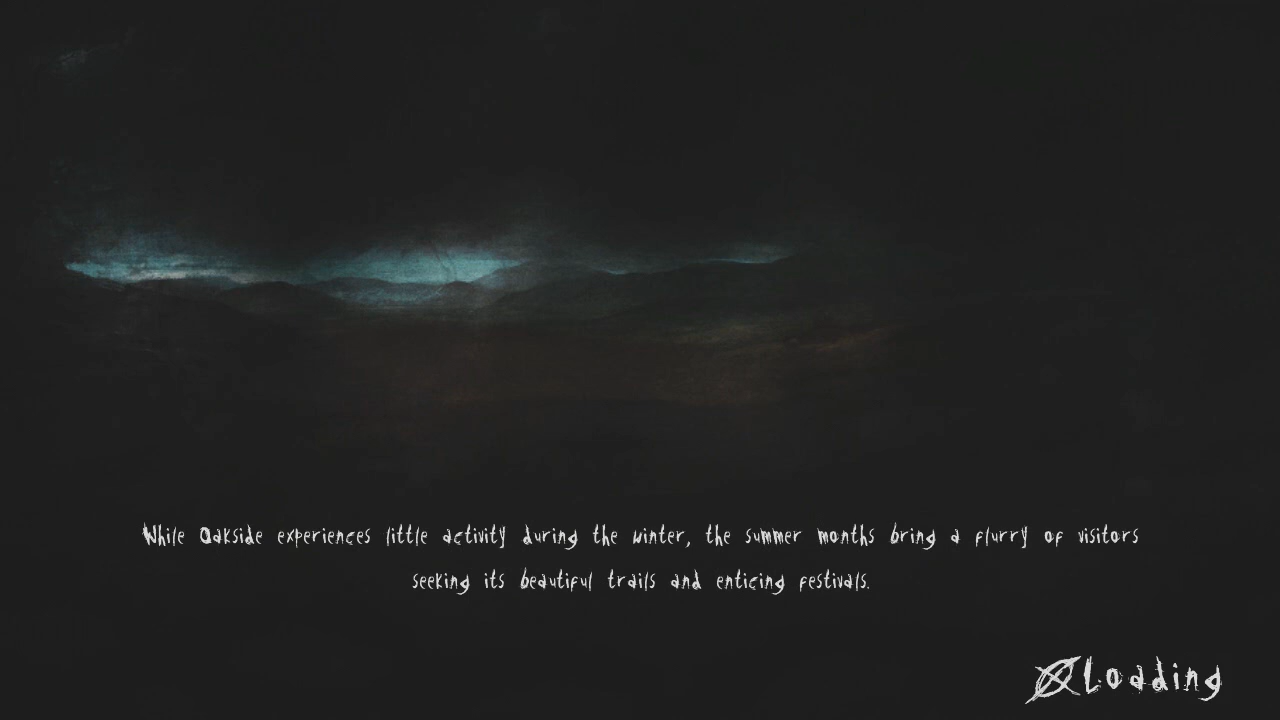 While Oakside experiences little activity during the winter, the summer months bring a flurry of visitors
seeking its beautiful trails and enticing festivals.
Loading